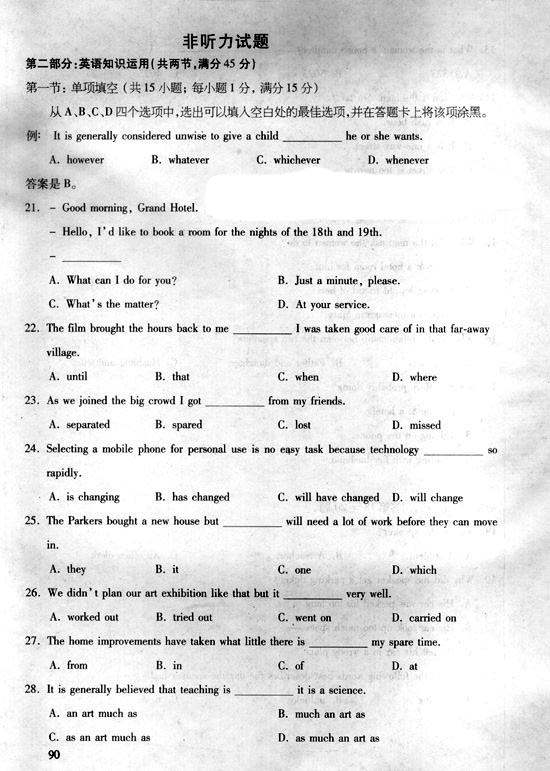 非听力试题
第二部分:英语知识运用(共两节,满分45分)
第一节: 单项填空 (共15小题; 每小题1分, 满分15分)
从A、B、C、D四个选项中,选出可以填入空白处的最佳选项,并在答题卡上将该项涂黑。
例: It is generally considered unwise to give a child __________ he or she wants.
A. however B. whatever C. whichever D. whenever
答案是B。
21. – Good morning, Grand Hotel.
– Hello, I'd like to book a room for the nights of the 18th and 19th.
– __________
A. What can I do for you? B. Just a minute, please.
C. What's the matter? D. At your service.
22. The film brought the hours back to me __________ I was taken good care of in that far-away
village.
A. until B. that C. when D. where
23. As we joined the big crowd I got __________ from my friends.
A. separated B. spared C. lost D. missed
24. Selecting a mobile phone for personal use is no easy task because technology __________ so
rapidly.
A. is changing B. has changed C. will have changed D. will change
25. The Parkers bought a new house but __________ will need a lot of work before they can move
in.
A. they B. it C. one D. which
26. We didn't plan our art exhibition like that but it __________ very well.
A. worked out B. tried out C. went on D. carried on
27. The home improvements have taken what little there is __________ my spare time.
A. from B. in C. of D. at
28. It is generally believed that teaching is __________ it is a science.
A. an art much as B. much an art as
C. as an art much as D. as much an art as
90